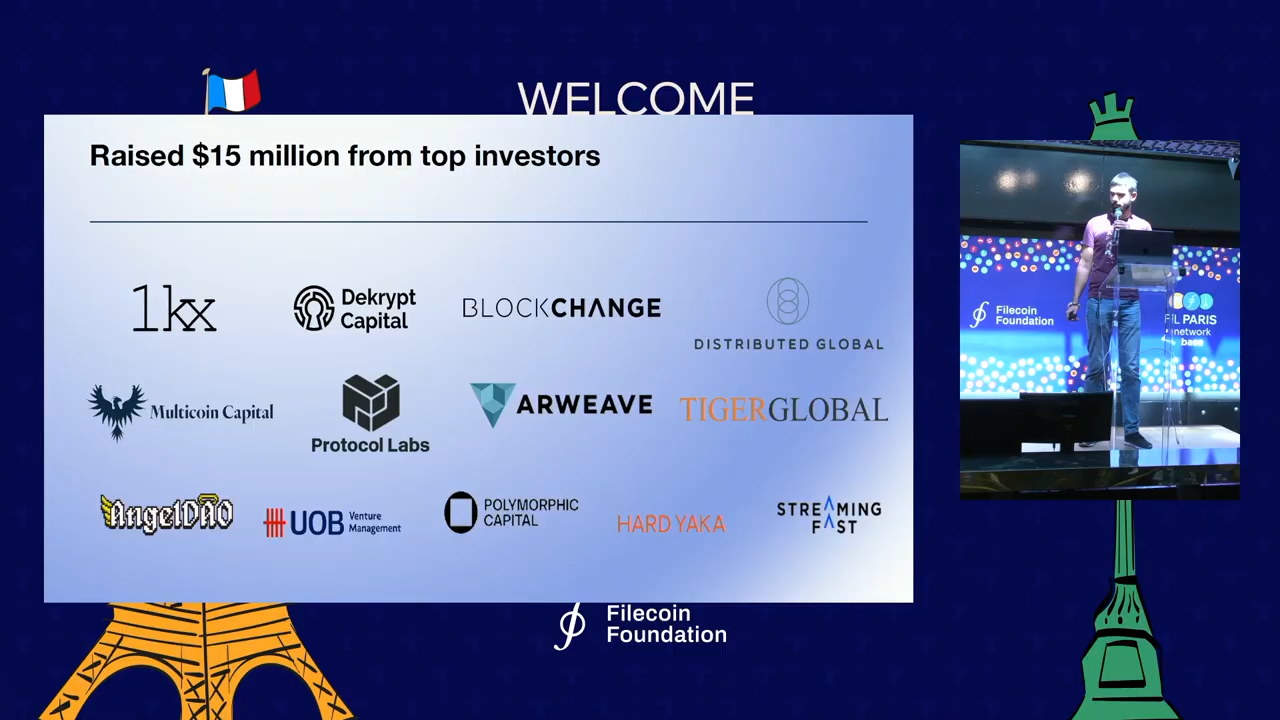 WELCOME
Raised $15 million from top investors
1kx
Dekrypt
Capital
BLOCKCHANGE
DISTRIBUTED GLOBAL
Multicoin Capital
Protocol Labs
ARWEAVE
TIGERGLOBAL
AngelDAO
UOB Venture
Management
POLYMORPHIC
CAPITAL
HARD YAKA
STREAMING
FAST
Filecoin
Foundation
Filecoin
Foundation
FIL PARIS
network
base